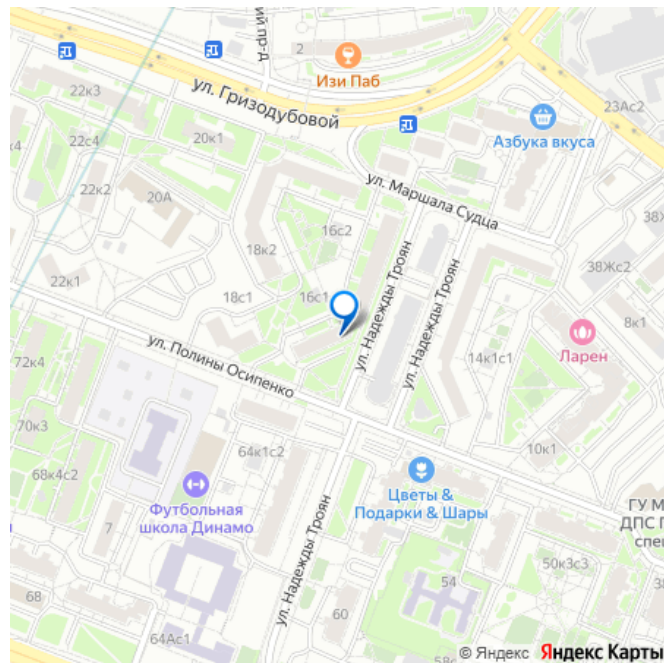 2
Изи Паб
22к3
ул. Гризодубовой
23Ас2
22с4
20к1
Азбука вкуса
22к2
20А
ул. Маршала Судца
16с2
18к2
38Жс2
22к1
18с1
16с1
ул. Надежды Троян
ул. Надежды Троян
8к1
Ларен
ул. Полины Осипенко
14к1с1
72к4
70к3
64к1с2
10к1
68к4с2
Цветы &
Подарки & Шары
Футбольная
школа Динамо
7
ул. Надежды Троян
ГУ М
ДПС Г
спец
50к3с3
54
68
60
64Ас1
58с
© Яндекс Яндекс Карты